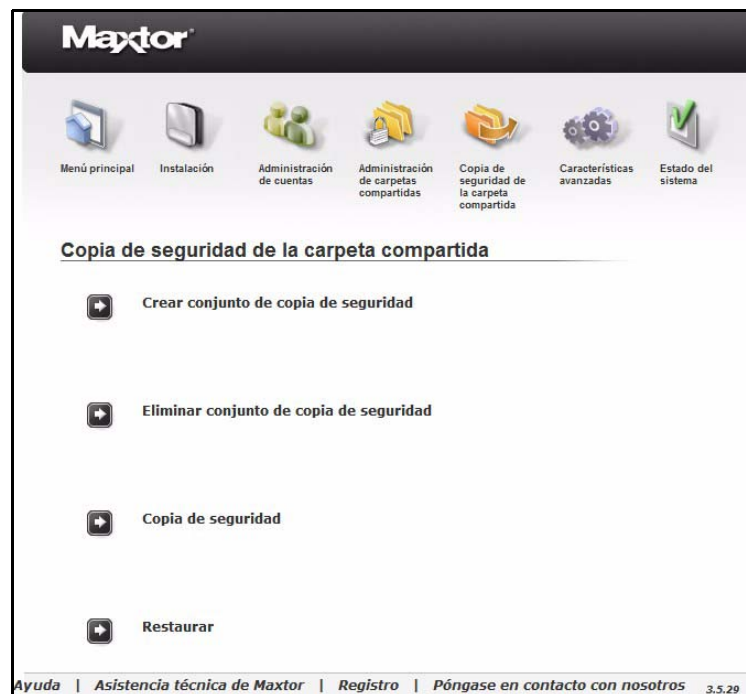 Maxtor
Menú principal
Instalación
Administración
de cuentas
Administración
de carpetas
compartidas
Copia de
seguridad de
la carpeta
compartida
Características
avanzadas
Estado del
sistema
Copia de seguridad de la carpeta compartida
Crear conjunto de copia de seguridad
Eliminar conjunto de copia de seguridad
Copia de seguridad
Restaurar
Ayuda | Asistencia técnica de Maxtor | Registro | Póngase en contacto con nosotros 3.5.29